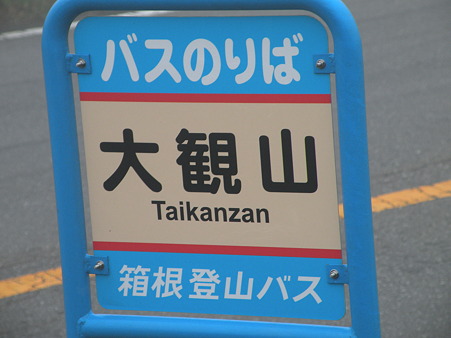 バスのりば
大観山
Taikanzan
箱根登山バス